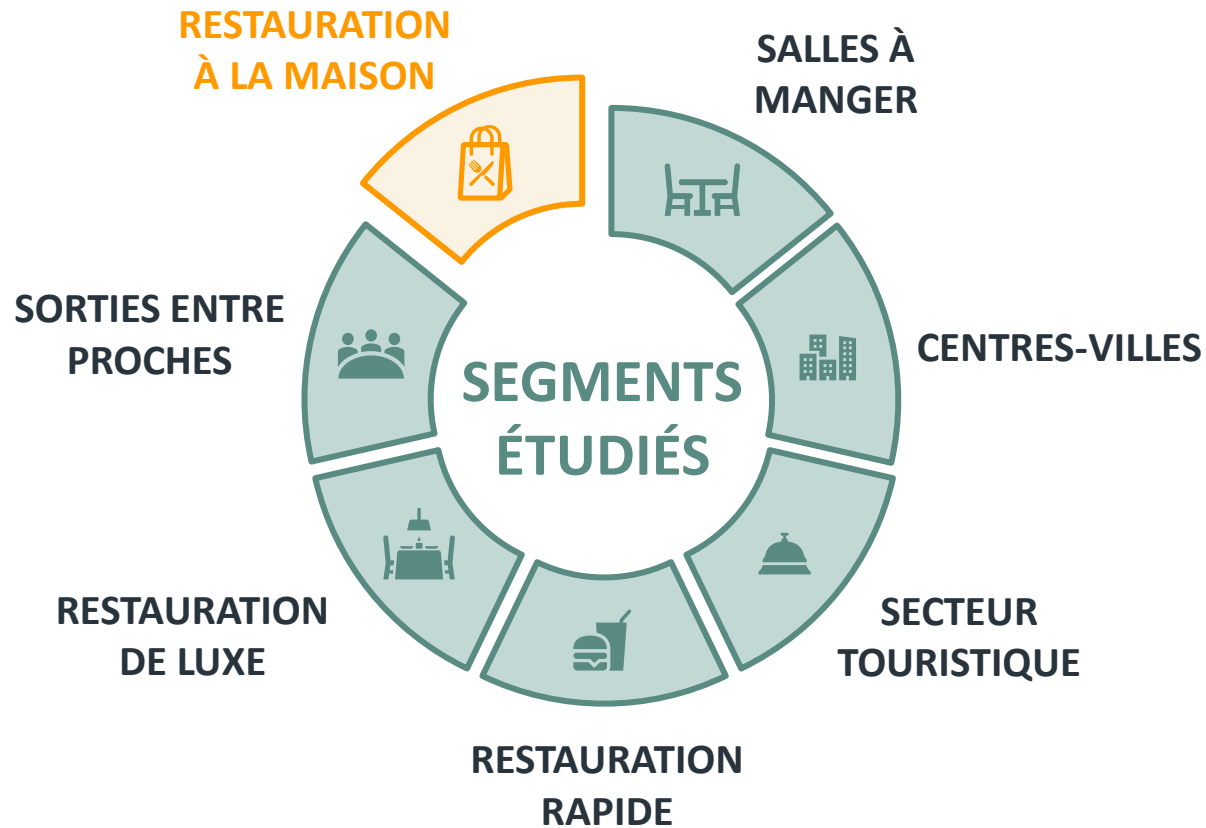 RESTAURATION
À LA MAISON
SALLES À
MANGER
SORTIES ENTRE
PROCHES
CENTRES-VILLES
SEGMENTS
ÉTUDIÉS
RESTAURATION
DE LUXE
SECTEUR
TOURISTIQUE
RESTAURATION
RAPIDE